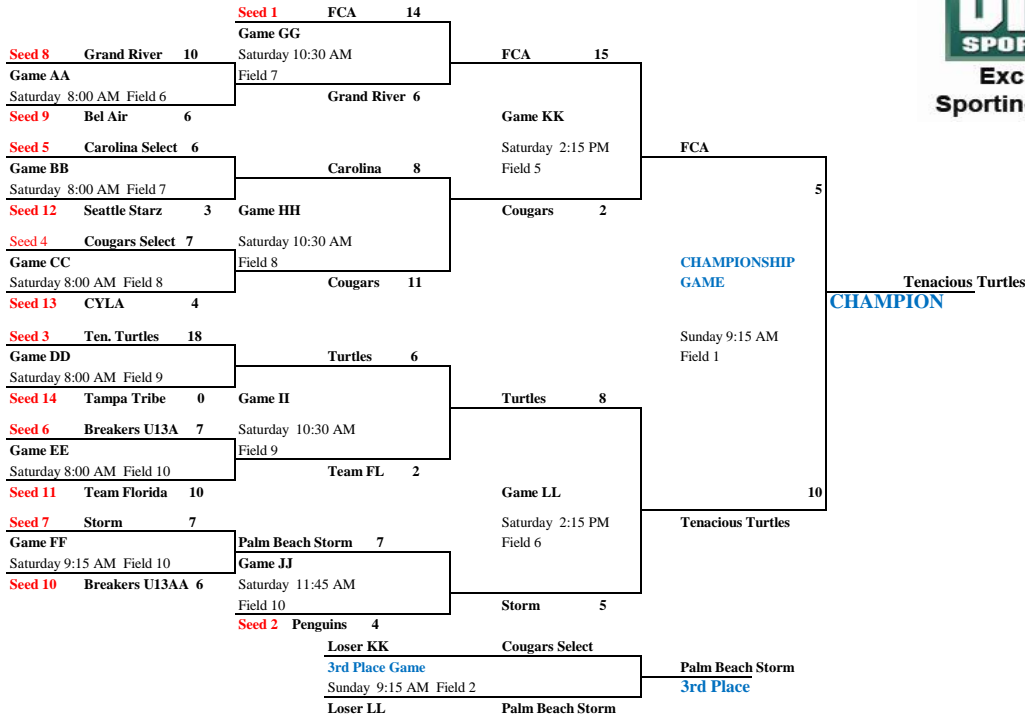 Seed 1 FCA 14
Game GG
Seed 8 Grand River 10 Saturday 10:30 AM FCA 15
Game AA Field 7
Saturday 8:00 AM Field 6 Grand River 6
Seed 9 Bel Air 6 Game KK
Seed 5 Carolina Select 6 Saturday 2:15 PM FCA
Game BB Carolina 8 Field 5
Saturday 8:00 AM Field 7 5
Seed 12 Seattle Starz 3 Game HH Cougars 2
Seed 4 Cougars Select 7 Saturday 10:30 AM
Game CC Field 8 CHAMPIONSHIP
Saturday 8:00 AM Field 8 Cougars 11 GAME Tenacious Turtles
Seed 13 CYLA 4 CHAMPION
Seed 3 Ten. Turtles 18 Sunday 9:15 AM
Game DD Turtles 6 Field 1
Saturday 8:00 AM Field 9
Seed 14 Tampa Tribe 0 Game II Turtles 8
Seed 6 Breakers U13A 7 Saturday 10:30 AM
Game EE Field 9
Saturday 8:00 AM Field 10 Team FL 2
Seed 11 Team Florida 10 Game LL 10
Seed 7 Storm 7 Saturday 2:15 PM Tenacious Turtles
Game FF Palm Beach Storm 7 Field 6
Saturday 9:15 AM Field 10 Game JJ
Seed 10 Breakers U13AA 6 Saturday 11:45 AM
Field 10 Storm 5
Seed 2 Penguins 4
Loser KK Cougars Select
3rd Place Game Palm Beach Storm
Sunday 9:15 AM Field 2 3rd Place
Loser LL Palm Beach Storm